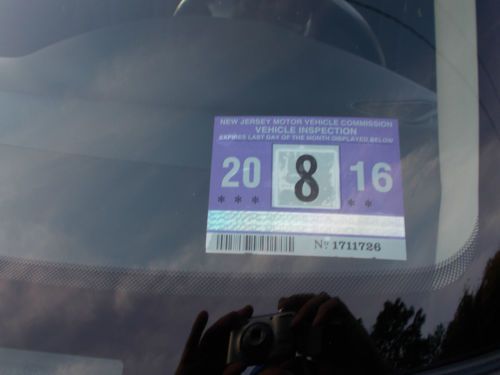 NEW JERSEY MOTOR VEHICLE COMMISSION
VEHICLE INSPECTION
EXPIRES LAST DAY OF THE MONTH DISPLAYED BELOW
20 8 16
* * * * *
Nº 1711726